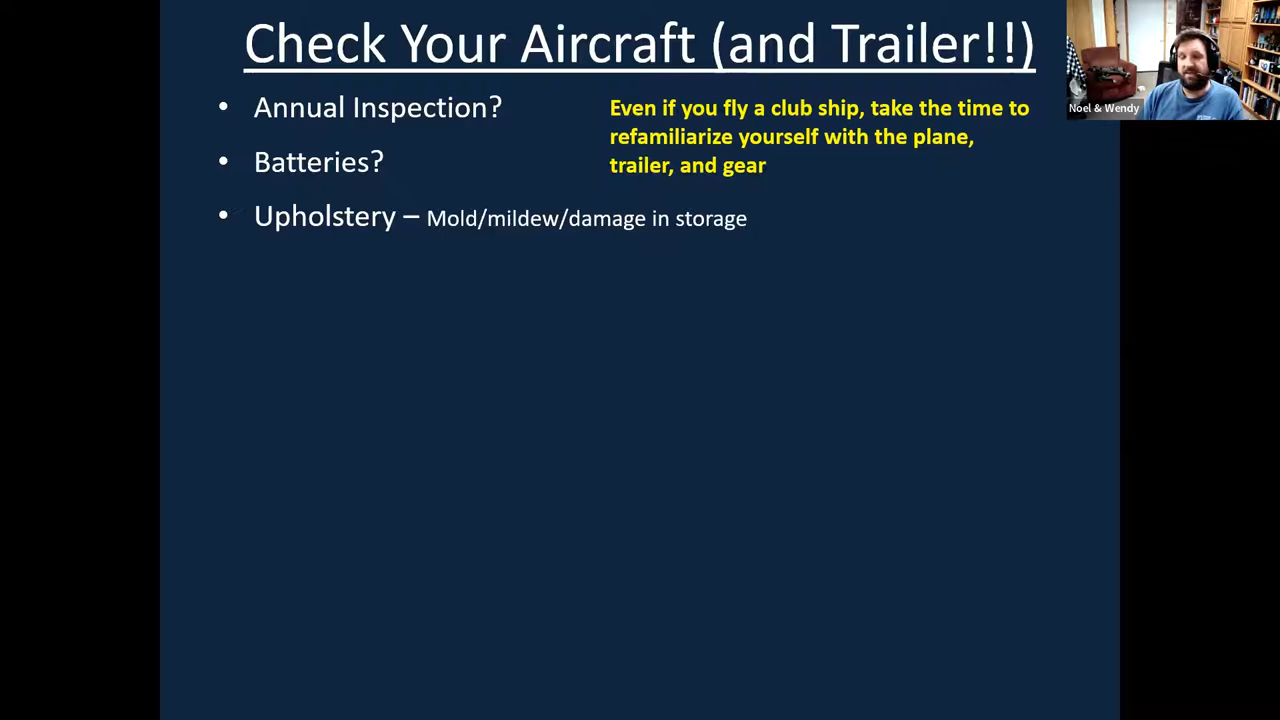 Check Your Aircraft (and Trailer!!)
• Annual Inspection?
• Batteries?
• Upholstery – Mold/mildew/damage in storage
Even if you fly a club ship, take the time to
refamiliarize yourself with the plane,
trailer, and gear
Noel & Wendy